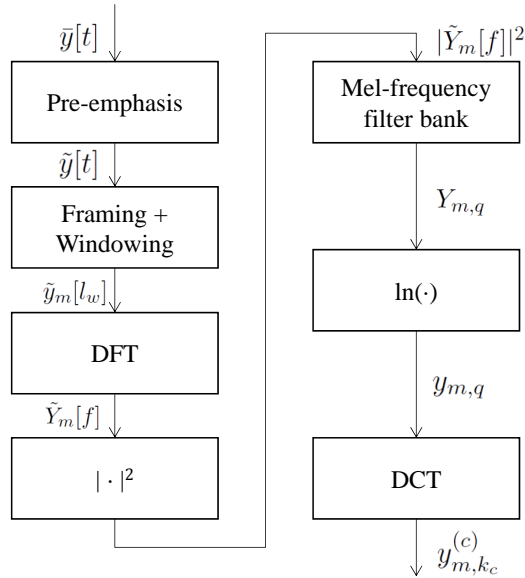 ȳ[t]
Pre-emphasis
ỹ[t]
Framing +
Windowing
ỹ_m[l_w]
DFT
Ỹ_m[f]
| · |²
|Ỹ_m[f]|²
Mel-frequency
filter bank
Y_{m,q}
ln(·)
y_{m,q}
DCT
y_{m,k_c}^{(c)}